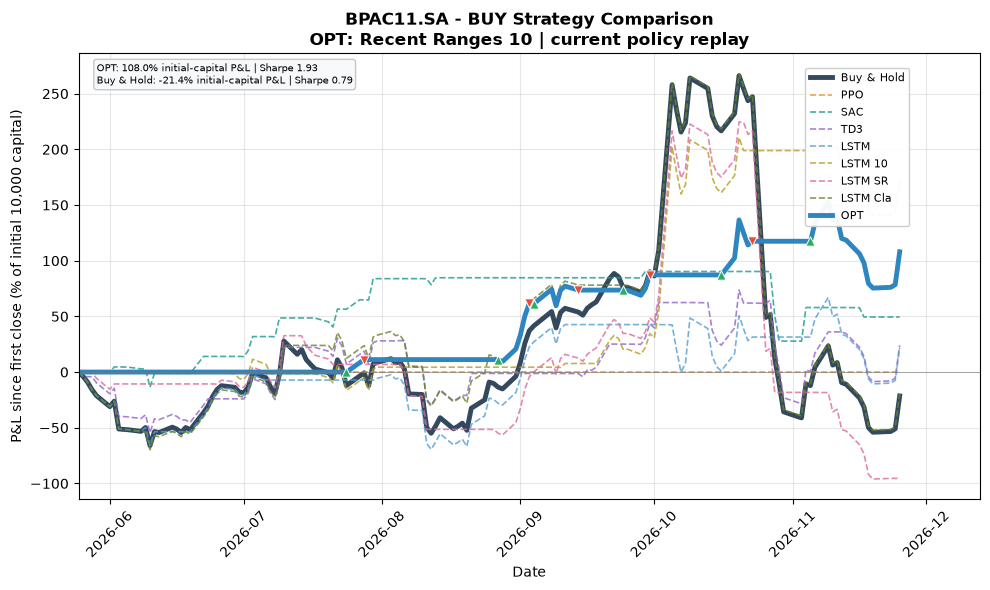 BPAC11.SA - BUY Strategy Comparison
OPT: Recent Ranges 10 | current policy replay
OPT: 108.0% initial-capital P&L | Sharpe 1.93
Buy & Hold: -21.4% initial-capital P&L | Sharpe 0.79
Buy & Hold
PPO
SAC
TD3
LSTM
LSTM 10
LSTM SR
LSTM Cla
OPT
P&L since first close (% of initial 10,000 capital)
250
200
150
100
50
0
−50
−100
2026-06
2026-07
2026-08
2026-09
2026-10
2026-11
2026-12
Date